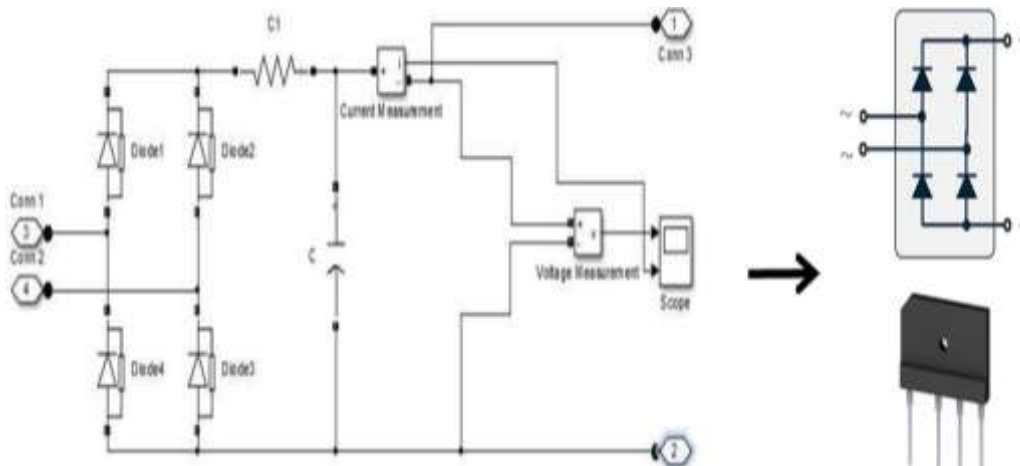 C1
1
Conn 3
i
+
-
Current Measurement
Diode1
Diode2
Conn 1
3
Conn 2
4
C
+
-
v
Voltage Measurement
Scope
Diode4
Diode3
2
~
~